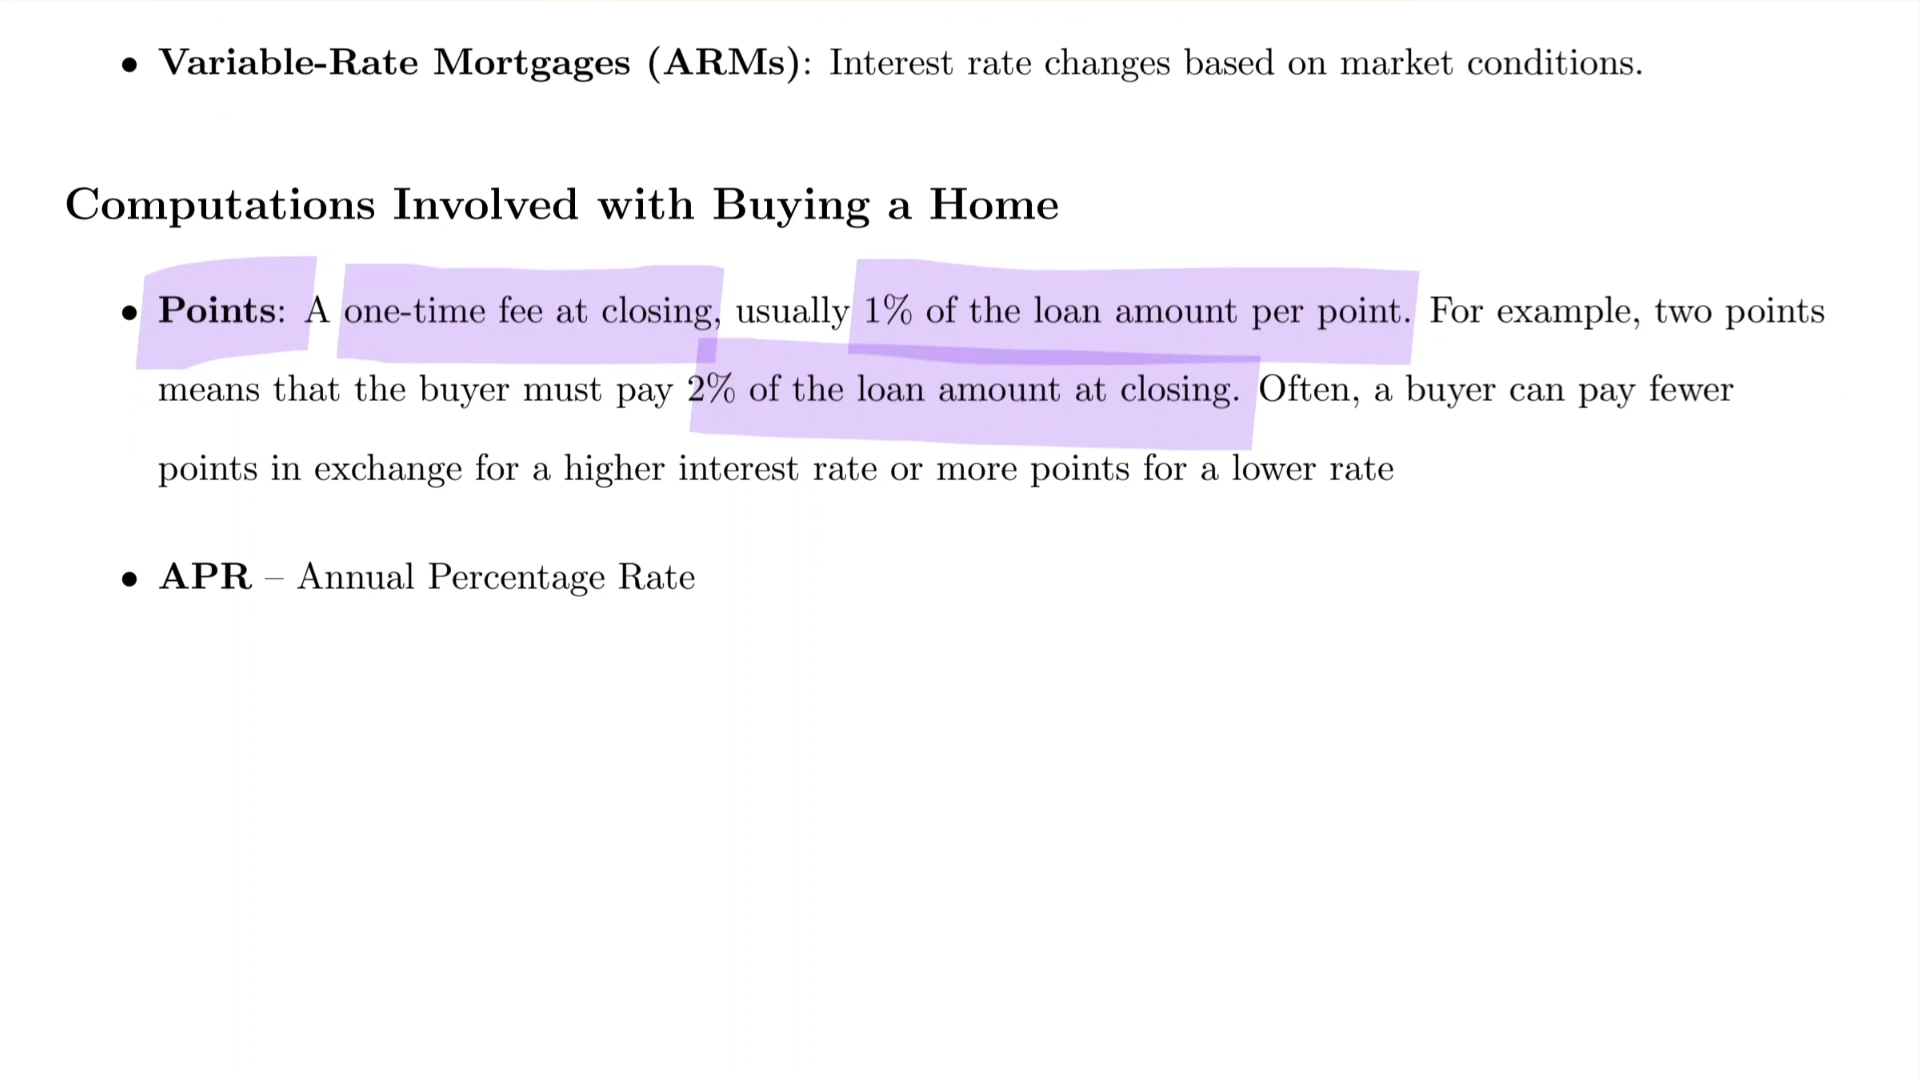 • Variable-Rate Mortgages (ARMs): Interest rate changes based on market conditions.
Computations Involved with Buying a Home
• Points: A one-time fee at closing, usually 1% of the loan amount per point. For example, two points
means that the buyer must pay 2% of the loan amount at closing. Often, a buyer can pay fewer
points in exchange for a higher interest rate or more points for a lower rate
• APR – Annual Percentage Rate